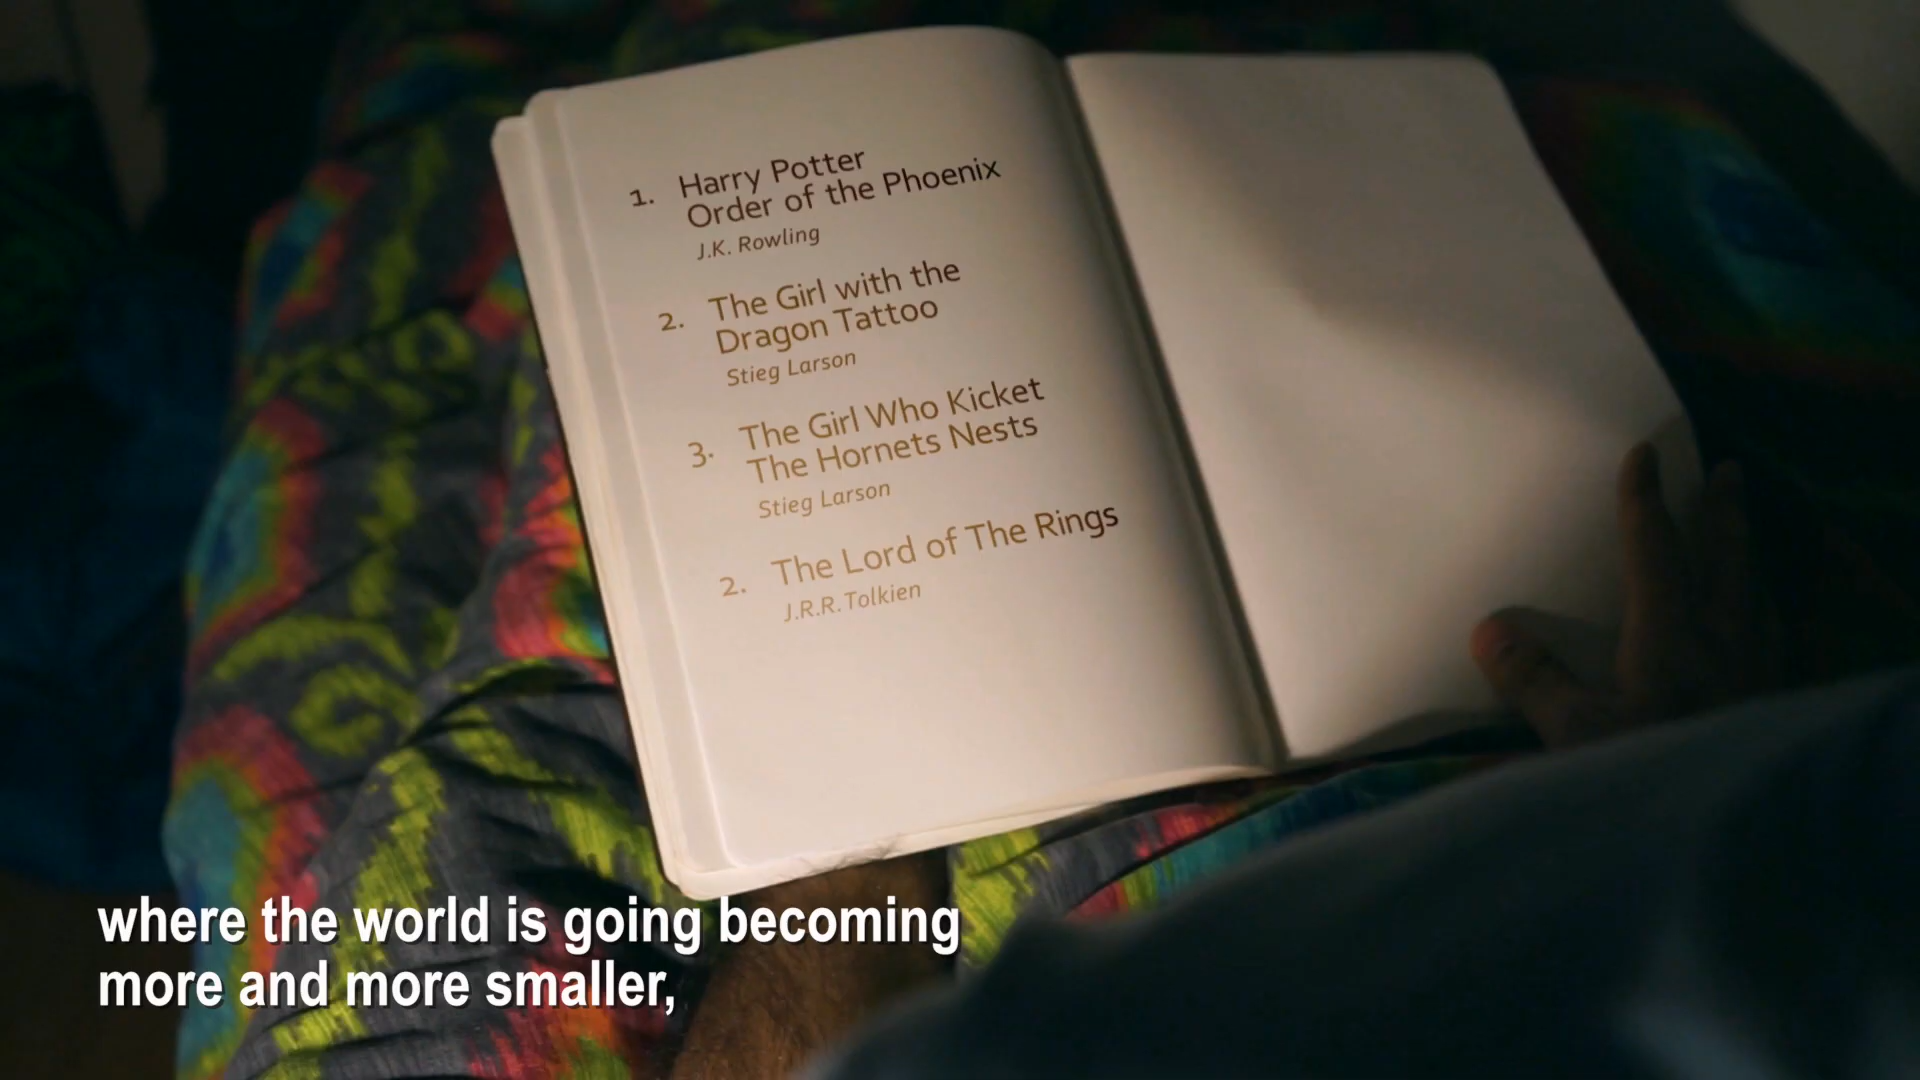 1. Harry Potter
Order of the Phoenix
J.K. Rowling
2. The Girl with the
Dragon Tattoo
Stieg Larson
3. The Girl Who Kicket
The Hornets Nests
Stieg Larson
2. The Lord of The Rings
J.R.R. Tolkien
where the world is going becoming
more and more smaller,